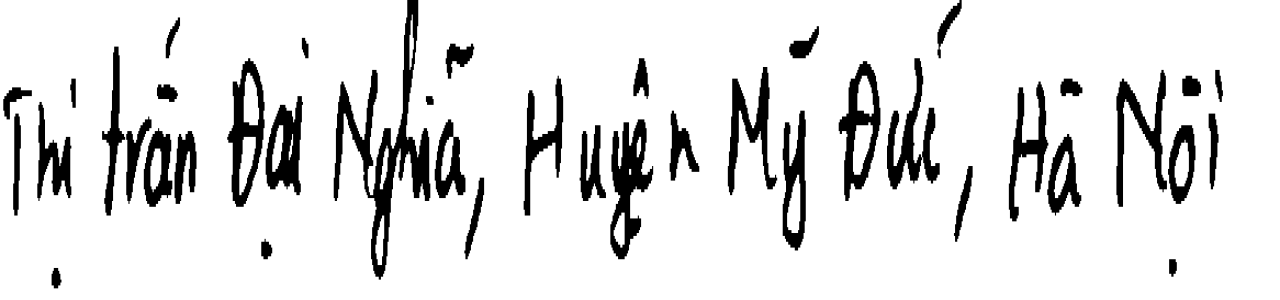 Thị trấn Đại Nghĩa, Huyện Mỹ Đức, Hà Nội